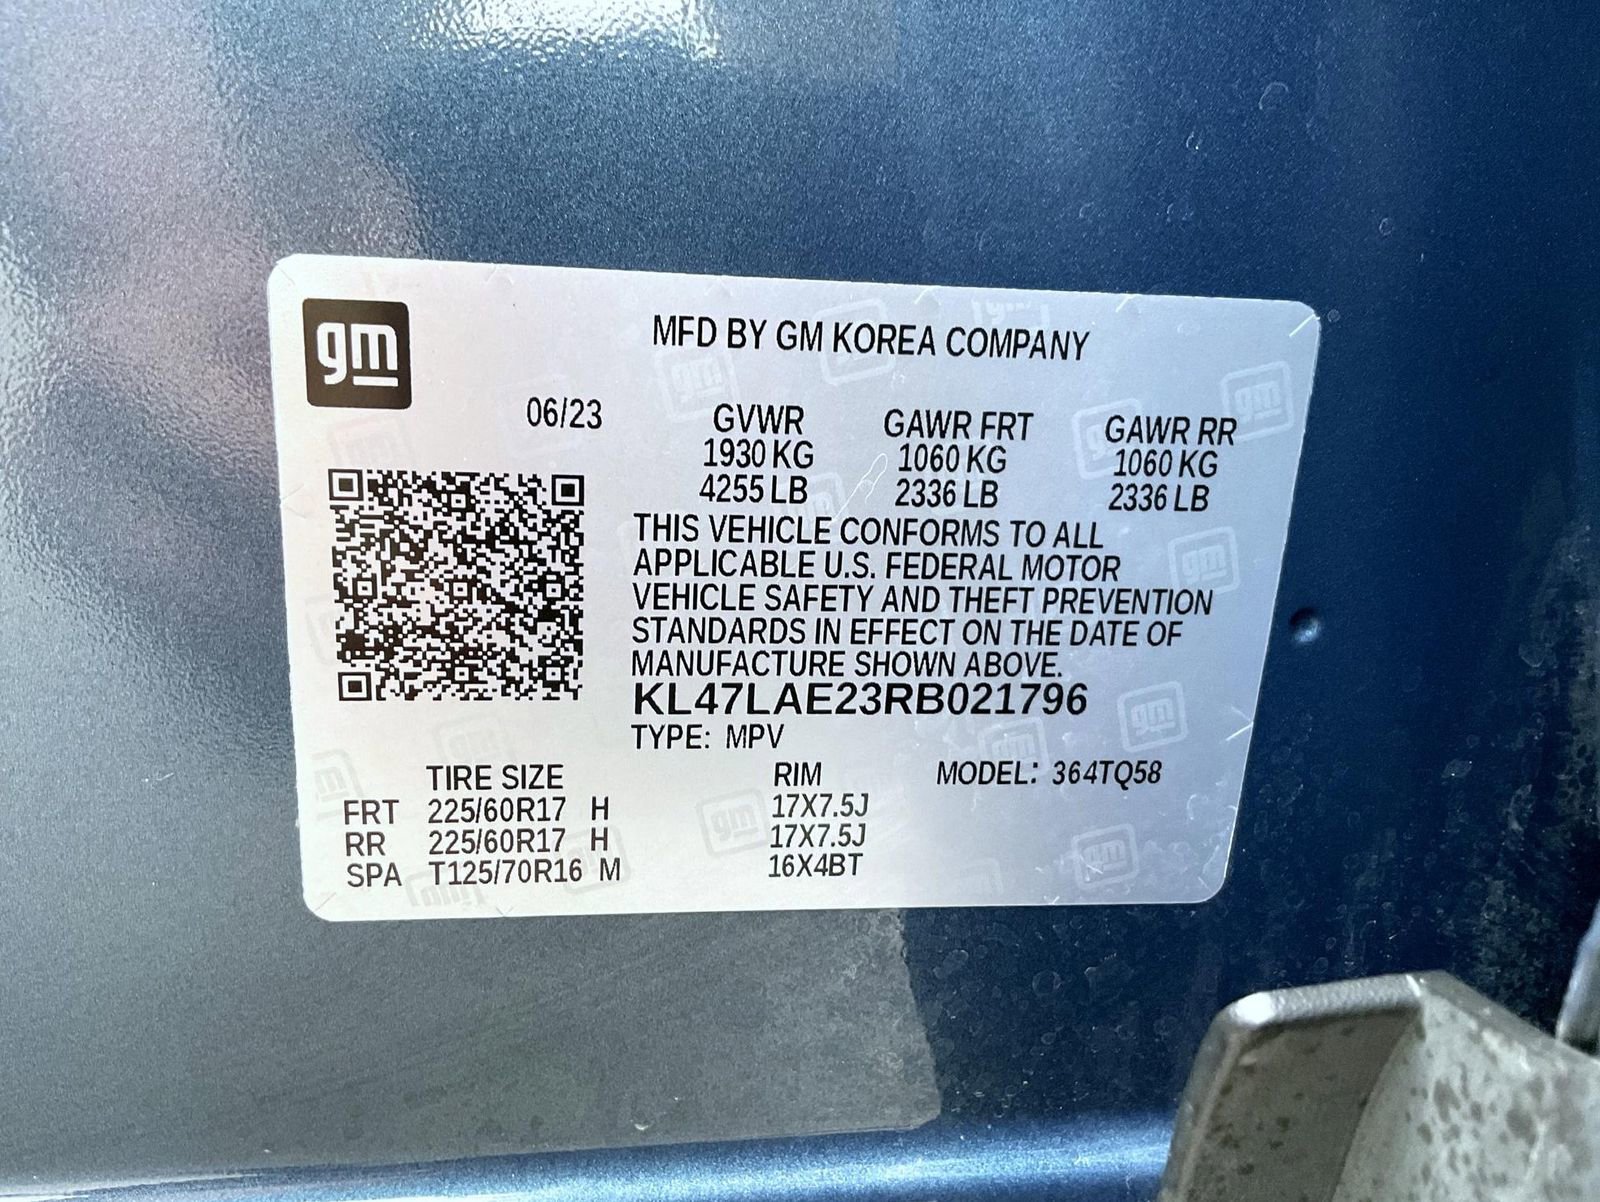 gm
MFD BY GM KOREA COMPANY
06/23 GVWR GAWR FRT GAWR RR
1930 KG 1060 KG 1060 KG
4255 LB 2336 LB 2336 LB
THIS VEHICLE CONFORMS TO ALL
APPLICABLE U.S. FEDERAL MOTOR
VEHICLE SAFETY AND THEFT PREVENTION
STANDARDS IN EFFECT ON THE DATE OF
MANUFACTURE SHOWN ABOVE.
KL47LAE23RB021796
TYPE: MPV
TIRE SIZE RIM MODEL: 364TQ58
FRT 225/60R17 H 17X7.5J
RR 225/60R17 H 17X7.5J
SPA T125/70R16 M 16X4BT